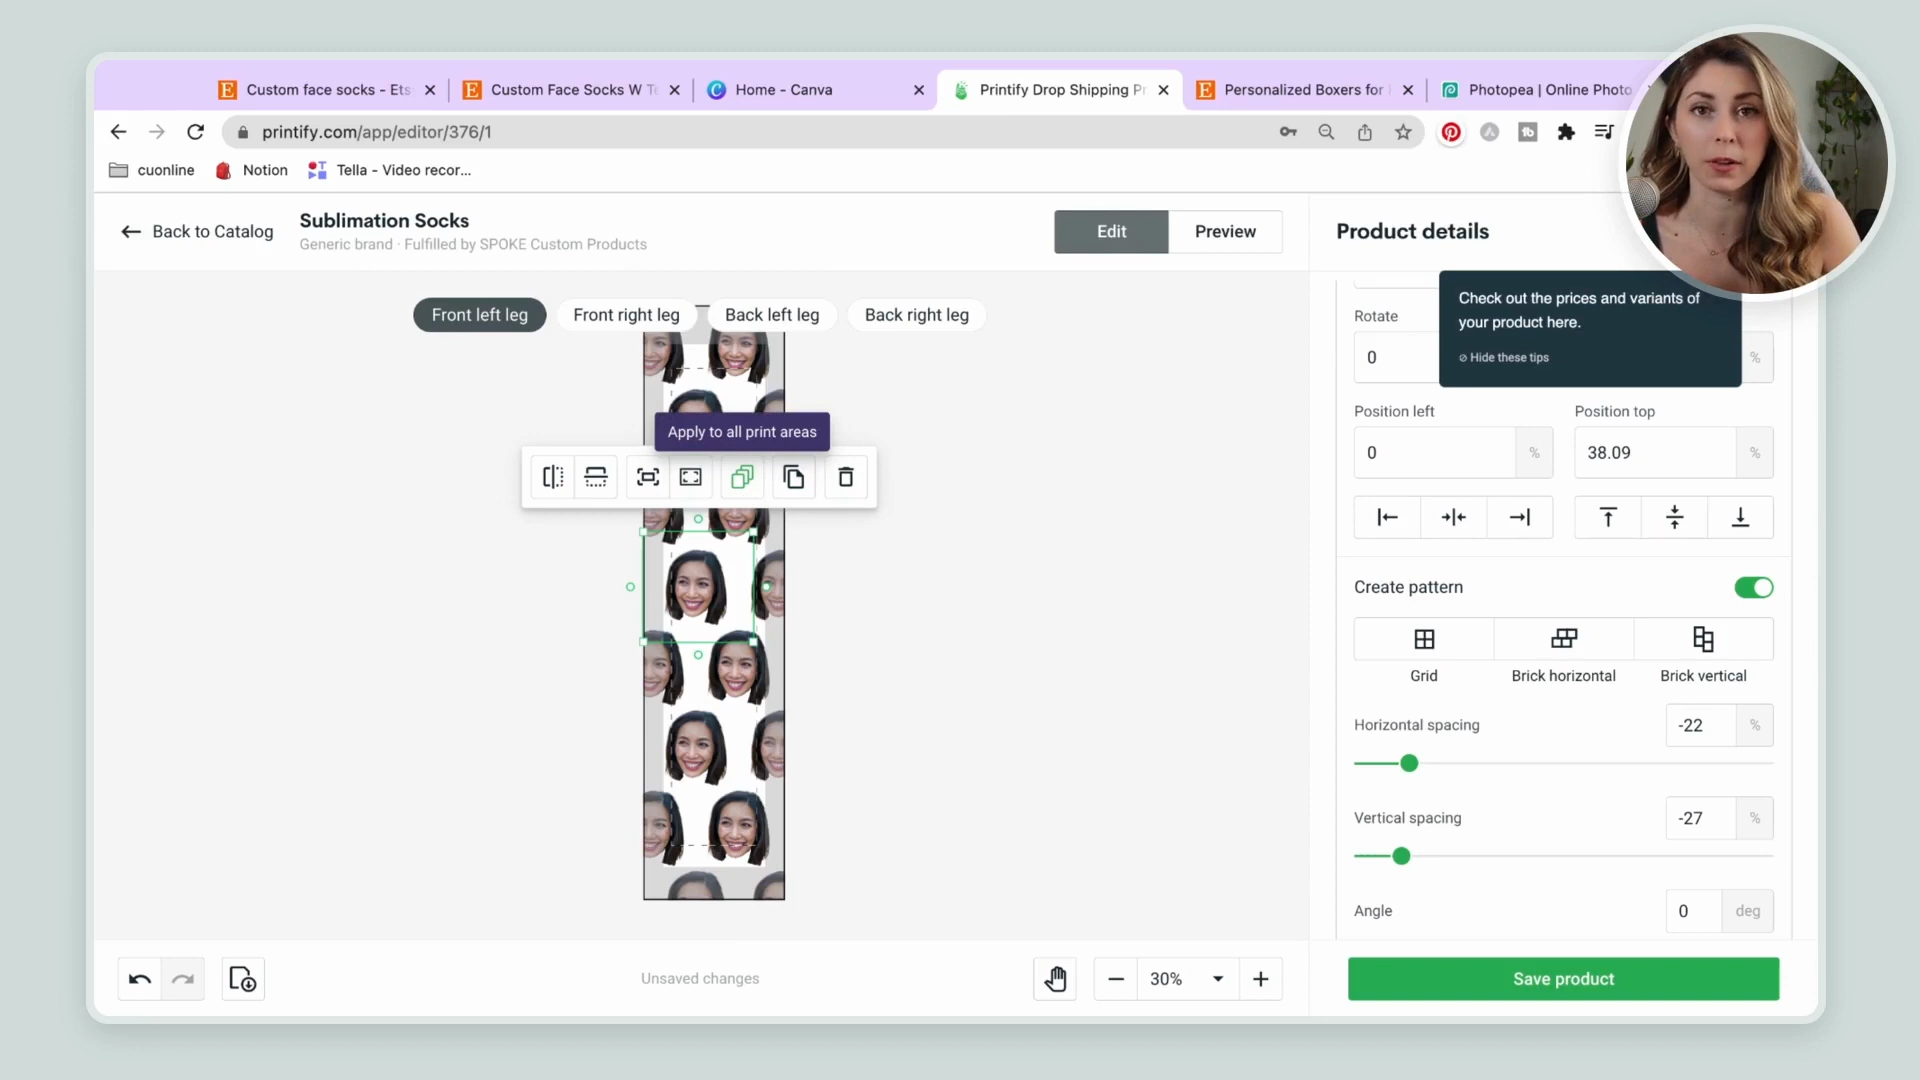 Custom face socks - Ets
Custom Face Socks W Te
Home - Canva
Printify Drop Shipping Pr
Personalized Boxers for
Photopea | Online Photo
printify.com/app/editor/376/1
cuonline
Notion
Tella - Video recor...
Back to Catalog
Sublimation Socks
Generic brand · Fulfilled by SPOKE Custom Products
Edit
Preview
Product details
Front left leg
Front right leg
Back left leg
Back right leg
Check out the prices and variants of
your product here.
Hide these tips
Rotate
0
%
Apply to all print areas
Position left
Position top
0 %
38.09 %
Create pattern
Grid
Brick horizontal
Brick vertical
Horizontal spacing
-22 %
Vertical spacing
-27 %
Angle
0 deg
Unsaved changes
30%
Save product